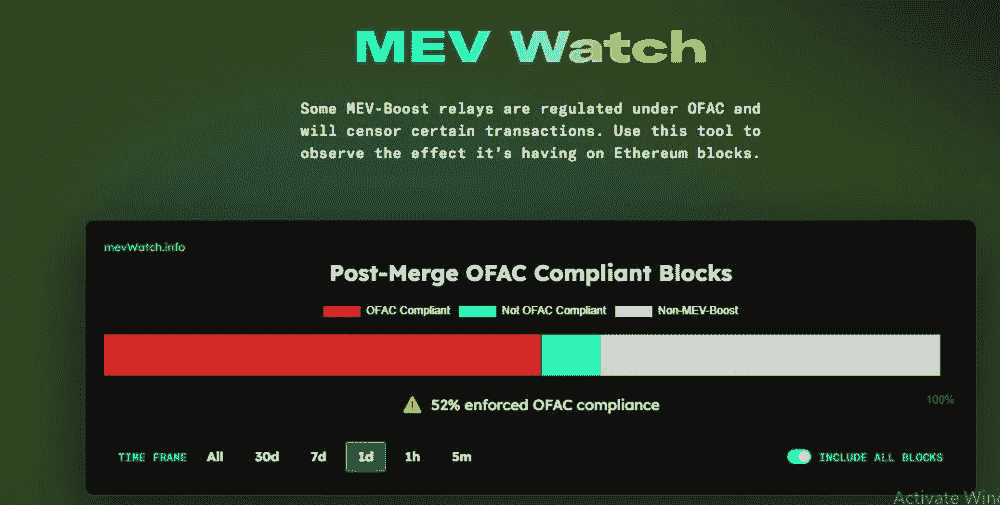 MEV Watch
Some MEV-Boost relays are regulated under OFAC and
will censor certain transactions. Use this tool to
observe the effect it's having on Ethereum blocks.
mevWatch.info
Post-Merge OFAC Compliant Blocks
OFAC Compliant Not OFAC Compliant Non-MEV-Boost
52% enforced OFAC compliance
100%
TIME FRAME All 30d 7d 1d 1h 5m INCLUDE ALL BLOCKS
Activate Wind